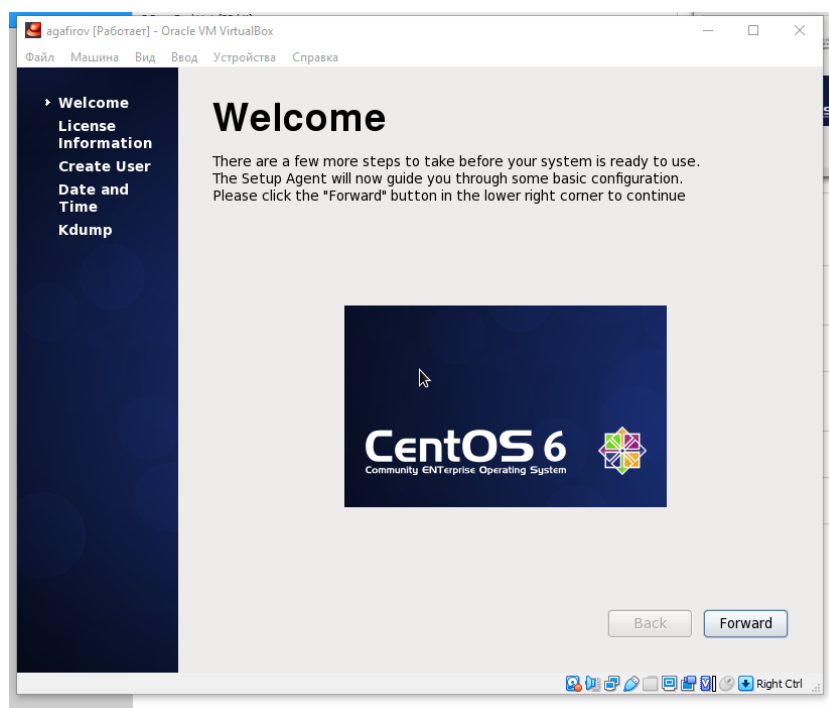 agafirov [Работает] - Oracle VM VirtualBox
Файл Машина Вид Ввод Устройства Справка
Welcome
License
Information
Create User
Date and
Time
Kdump
Welcome
There are a few more steps to take before your system is ready to use.
The Setup Agent will now guide you through some basic configuration.
Please click the "Forward" button in the lower right corner to continue
CentOS 6
Community ENTerprise Operating System
Back
Forward
Right Ctrl